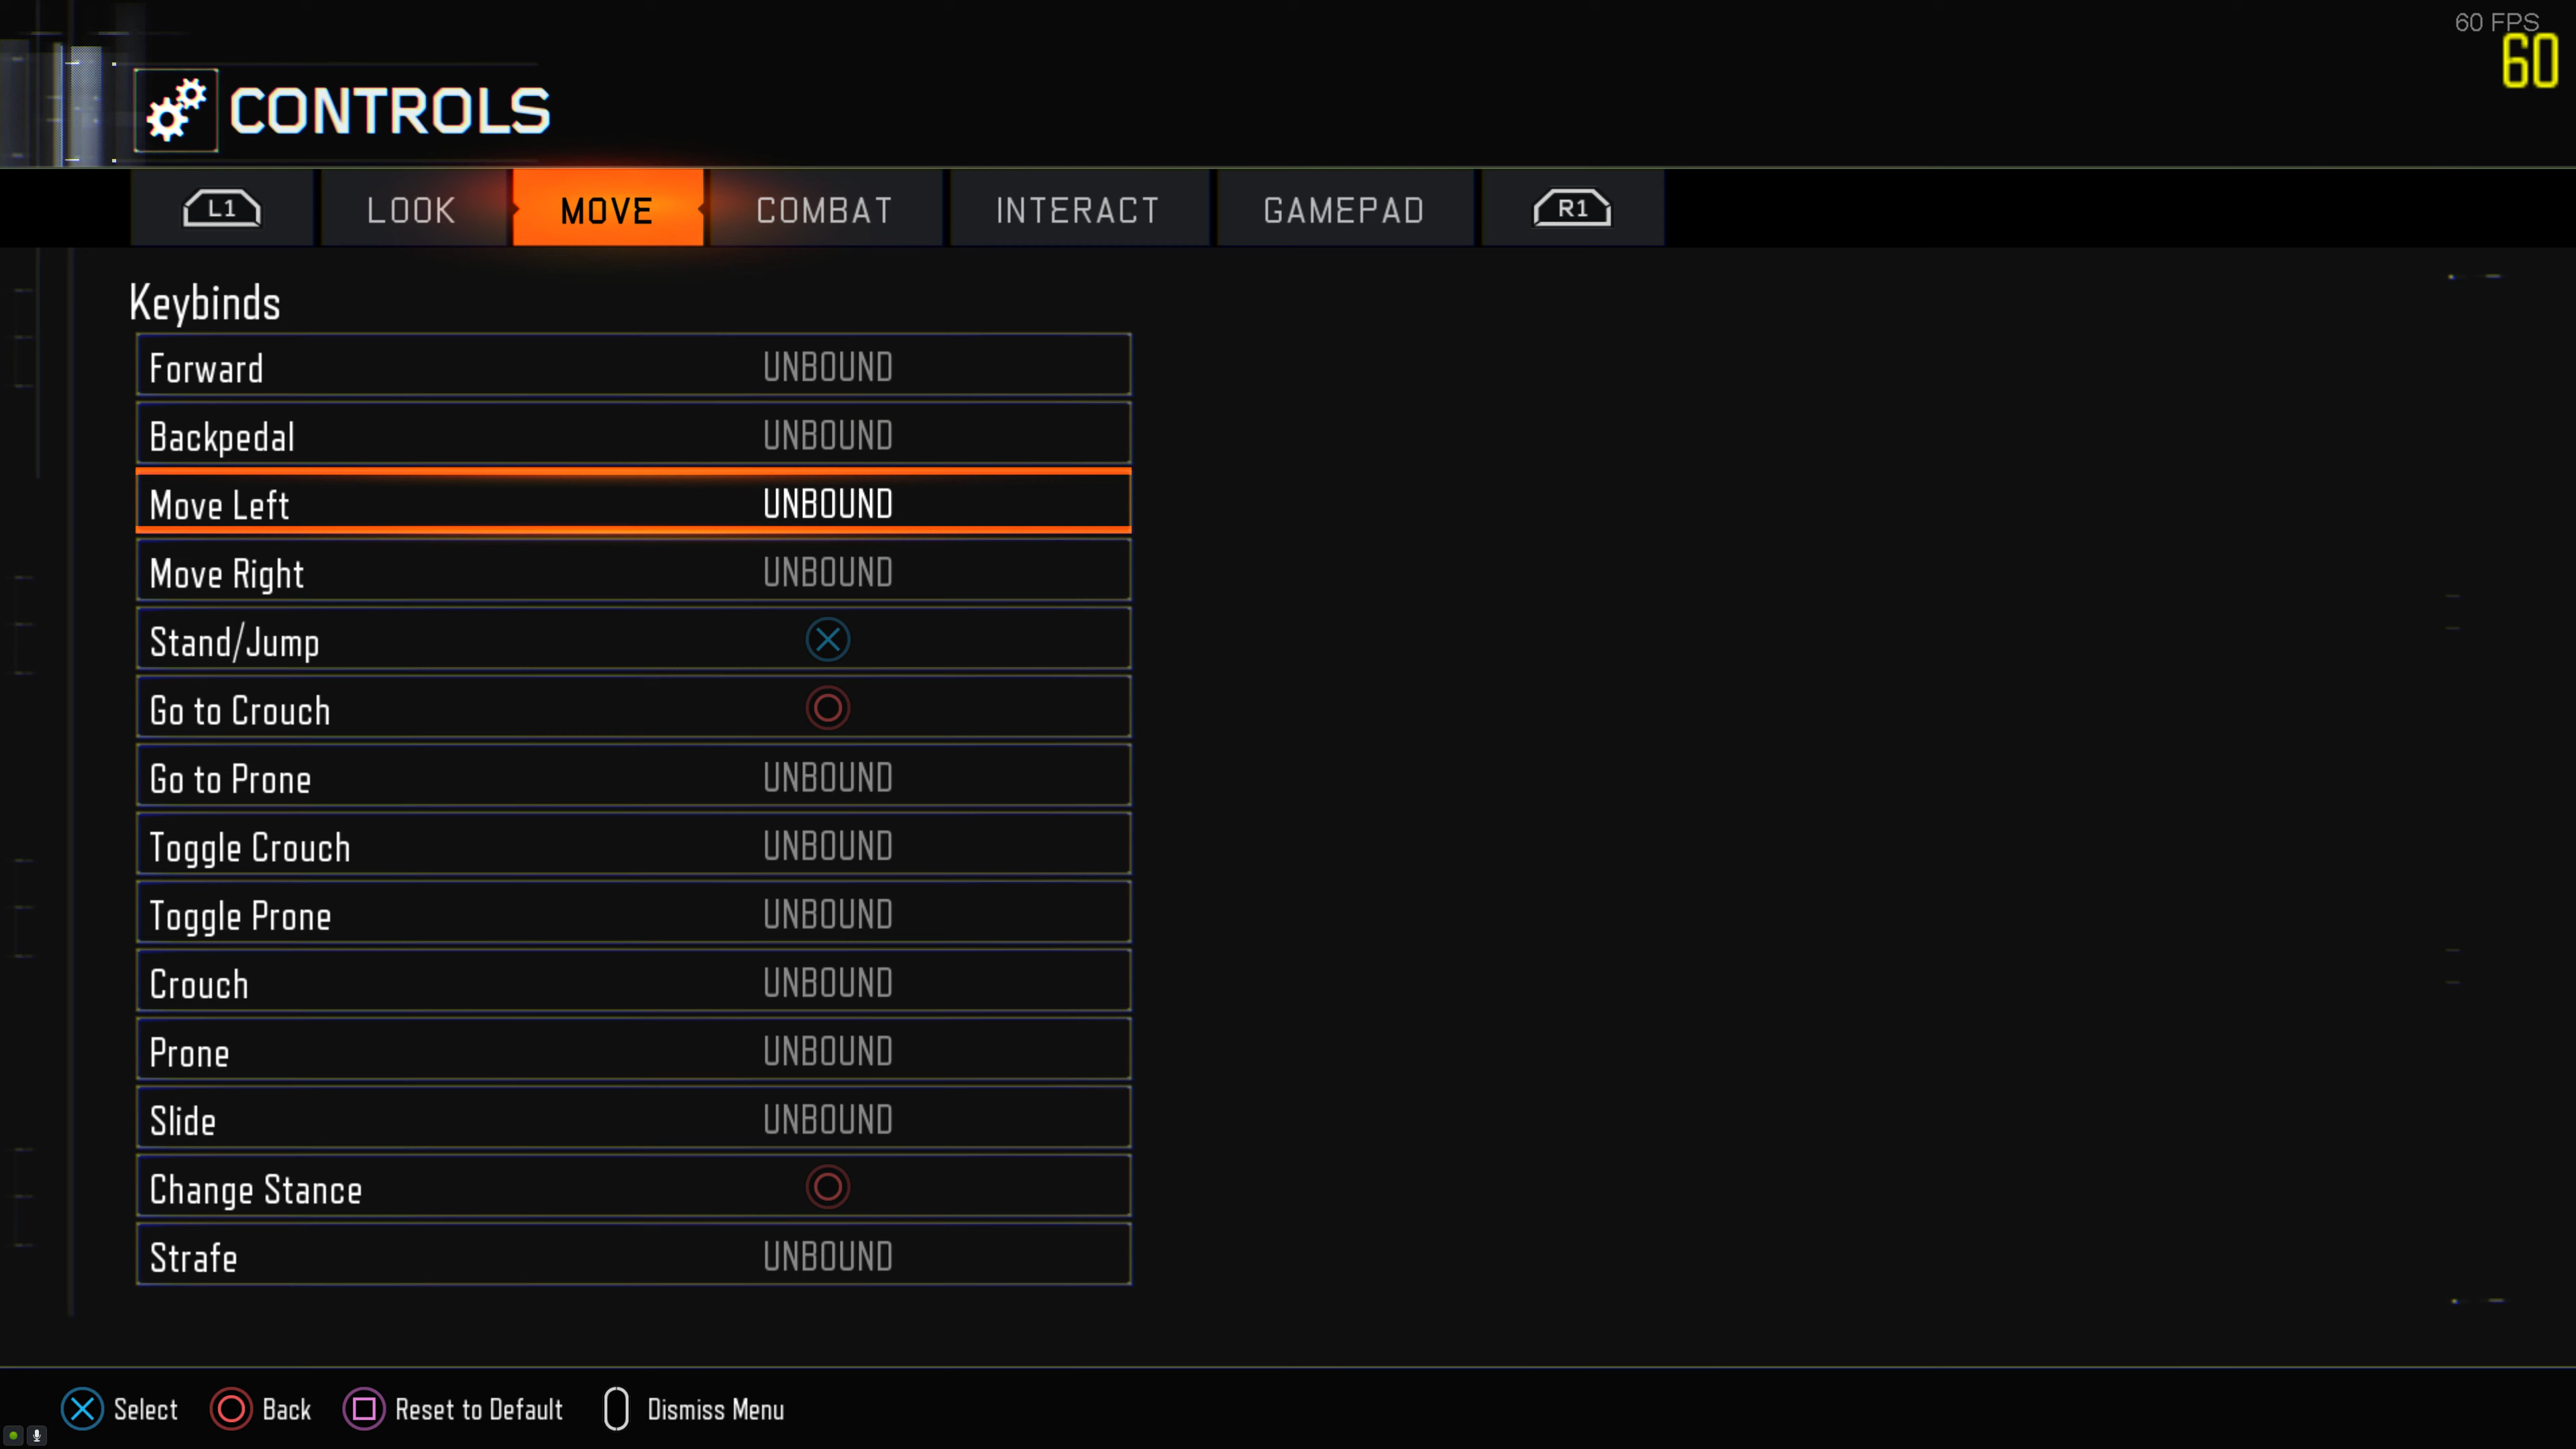 60 FPS
60
CONTROLS
L1 LOOK MOVE COMBAT INTERACT GAMEPAD R1
Keybinds
Forward UNBOUND
Backpedal UNBOUND
Move Left UNBOUND
Move Right UNBOUND
Stand/Jump
Go to Crouch
Go to Prone UNBOUND
Toggle Crouch UNBOUND
Toggle Prone UNBOUND
Crouch UNBOUND
Prone UNBOUND
Slide UNBOUND
Change Stance
Strafe UNBOUND
Select Back Reset to Default Dismiss Menu